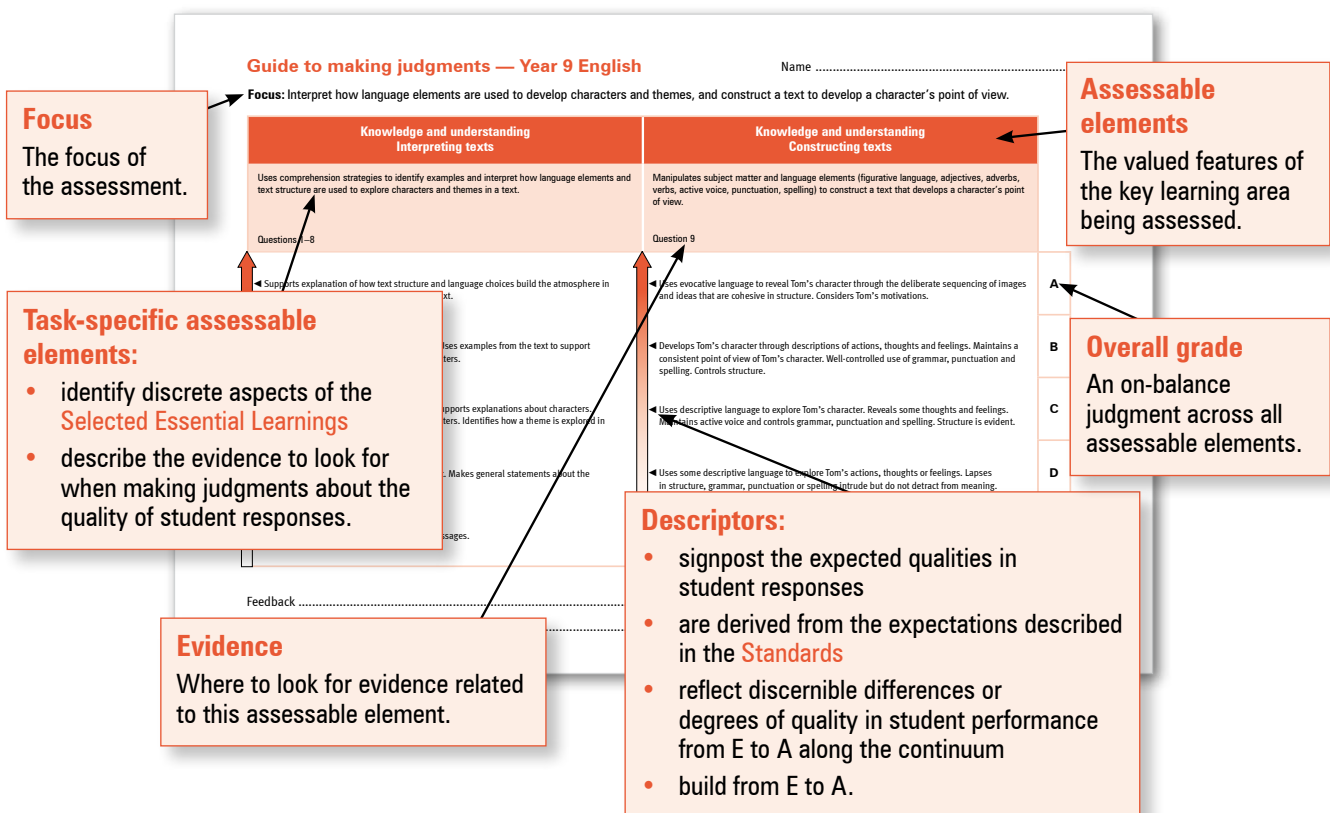 Guide to making judgments — Year 9 English
Name
Focus: Interpret how language elements are used to develop characters and themes, and construct a text to develop a character's point of view.
Focus
The focus of
the assessment.
Assessable
elements
The valued features of
the key learning area
being assessed.
Knowledge and understanding
Interpreting texts
Knowledge and understanding
Constructing texts
Uses comprehension strategies to identify examples and interpret how language elements and
text structure are used to explore characters and themes in a text.
Questions 1–8
Manipulates subject matter and language elements (figurative language, adjectives, adverbs,
verbs, active voice, punctuation, spelling) to construct a text that develops a character's point
of view.
Question 9
Supports explanation of how text structure and language choices build the atmosphere in
xt.
Uses evocative language to reveal Tom's character through the deliberate sequencing of images
and ideas that are cohesive in structure. Considers Tom's motivations.
A
Task-specific assessable
elements:
• identify discrete aspects of the
Selected Essential Learnings
• describe the evidence to look for
when making judgments about the
quality of student responses.
ses examples from the text to support
ters.
Develops Tom's character through descriptions of actions, thoughts and feelings. Maintains a
consistent point of view of Tom's character. Well-controlled use of grammar, punctuation and
spelling. Controls structure.
B
Overall grade
An on-balance
judgment across all
assessable elements.
pports explanations about characters.
ters. Identifies how a theme is explored in
Uses descriptive language to explore Tom's character. Reveals some thoughts and feelings.
Maintains active voice and controls grammar, punctuation and spelling. Structure is evident.
C
. Makes general statements about the
Uses some descriptive language to explore Tom's actions, thoughts or feelings. Lapses
in structure, grammar, punctuation or spelling intrude but do not detract from meaning.
D
ssages.
Feedback
Evidence
Where to look for evidence related
to this assessable element.
Descriptors:
• signpost the expected qualities in
student responses
• are derived from the expectations described
in the Standards
• reflect discernible differences or
degrees of quality in student performance
from E to A along the continuum
• build from E to A.